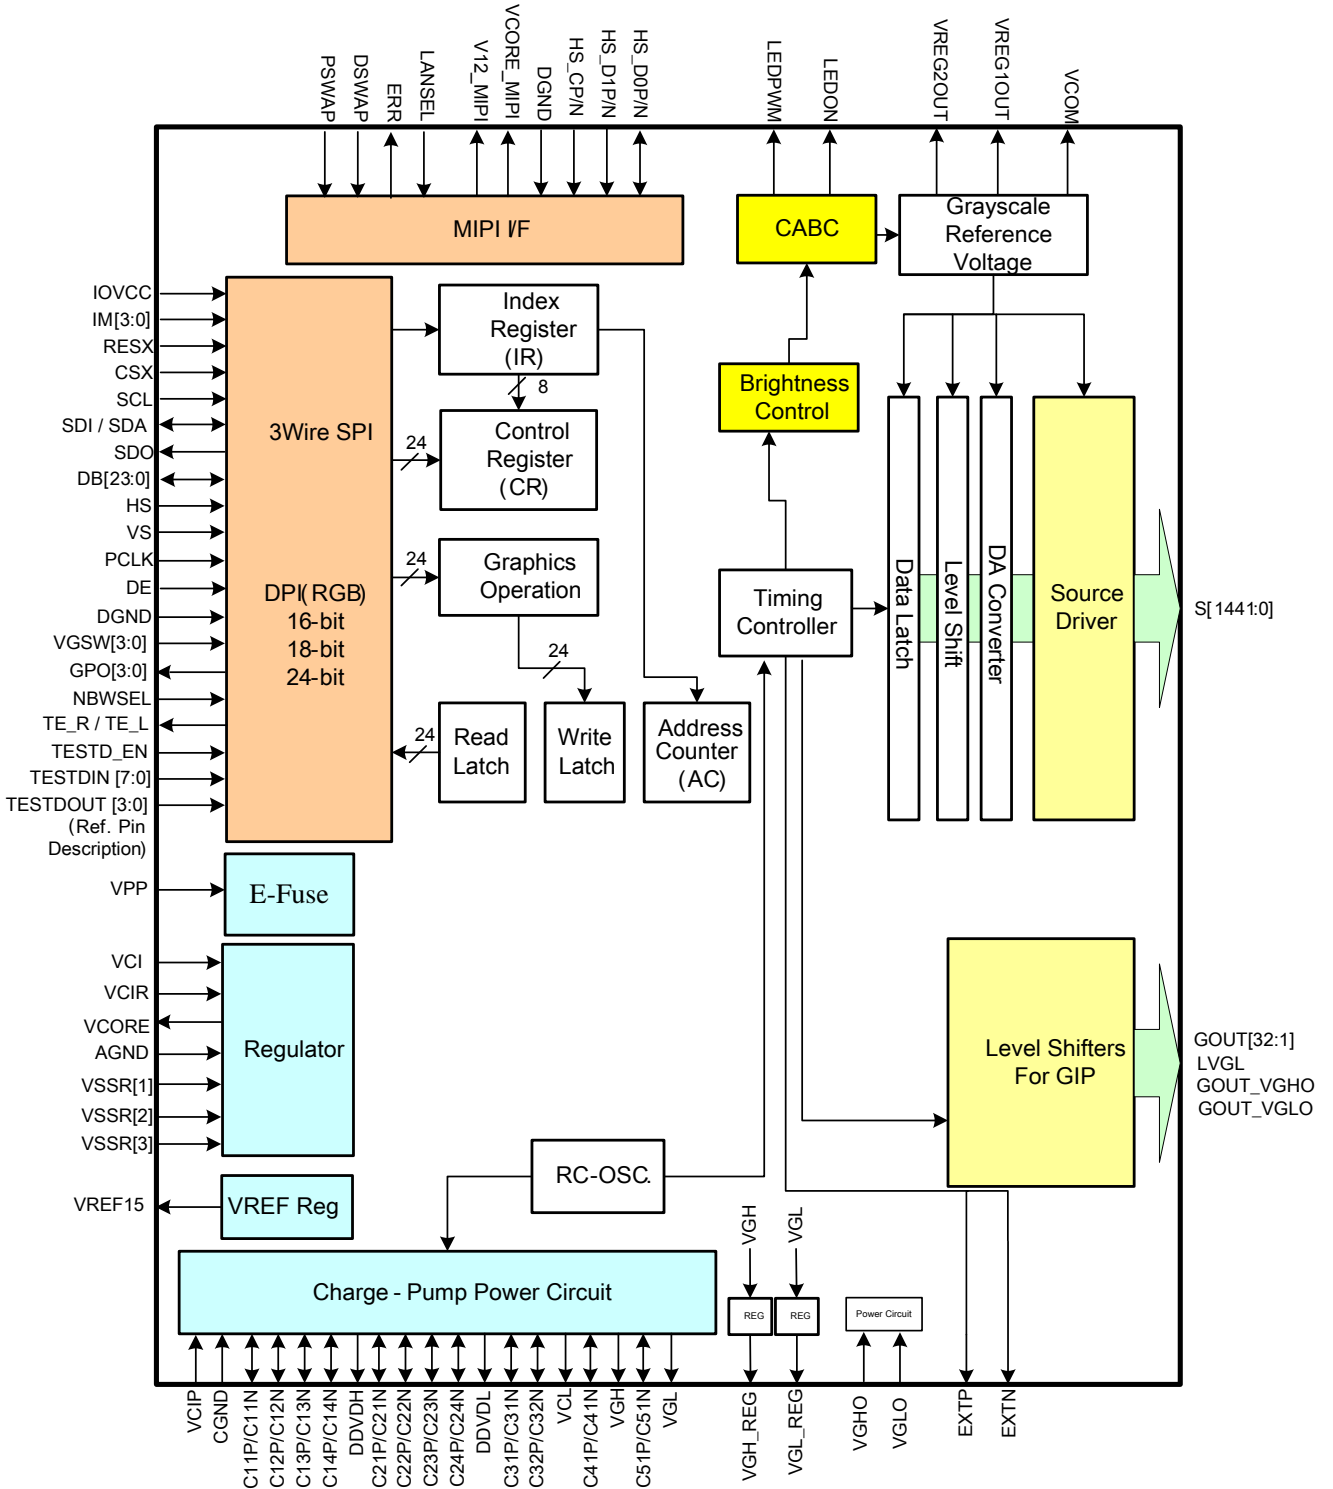 PSWAP
DSWAP
ERR
LANSEL
V12_MIPI
VCORE_MIPI
DGND
HS_CP/N
HS_D1P/N
HS_D0P/N
LEDPWM
LEDON
VREG2OUT
VREG1OUT
VCOM
MIPI I/F
CABC
Grayscale
Reference
Voltage
IOVCC
IM[3:0]
RESX
CSX
SCL
SDI / SDA
SDO
DB[23:0]
HS
VS
PCLK
DE
DGND
VGSW[3:0]
GPO[3:0]
NBWSEL
TE_R / TE_L
TESTD_EN
TESTDIN [7:0]
TESTDOUT [3:0]
(Ref. Pin
Description)
3Wire SPI
DPI(RGB)
16-bit
18-bit
24-bit
Index
Register
(IR)
8
Control
Register
(CR)
24
24
Graphics
Operation
24
24
Read
Latch
Write
Latch
Address
Counter
(AC)
Brightness
Control
Timing
Controller
Data Latch
Level Shift
DA Converter
Source
Driver
S[1441:0]
VPP
E-Fuse
VCI
VCIR
VCORE
AGND
VSSR[1]
VSSR[2]
VSSR[3]
Regulator
VREF15
VREF Reg
RC-OSC.
Level Shifters
For GIP
GOUT[32:1]
LVGL
GOUT_VGHO
GOUT_VGLO
Charge - Pump Power Circuit
VGH
VGL
REG
REG
Power Circuit
VCIP
CGND
C11P/C11N
C12P/C12N
C13P/C13N
C14P/C14N
DDVDH
C21P/C21N
C22P/C22N
C23P/C23N
C24P/C24N
DDVDL
C31P/C31N
C32P/C32N
VCL
C41P/C41N
VGH
C51P/C51N
VGL
VGH_REG
VGL_REG
VGHO
VGLO
EXTP
EXTN